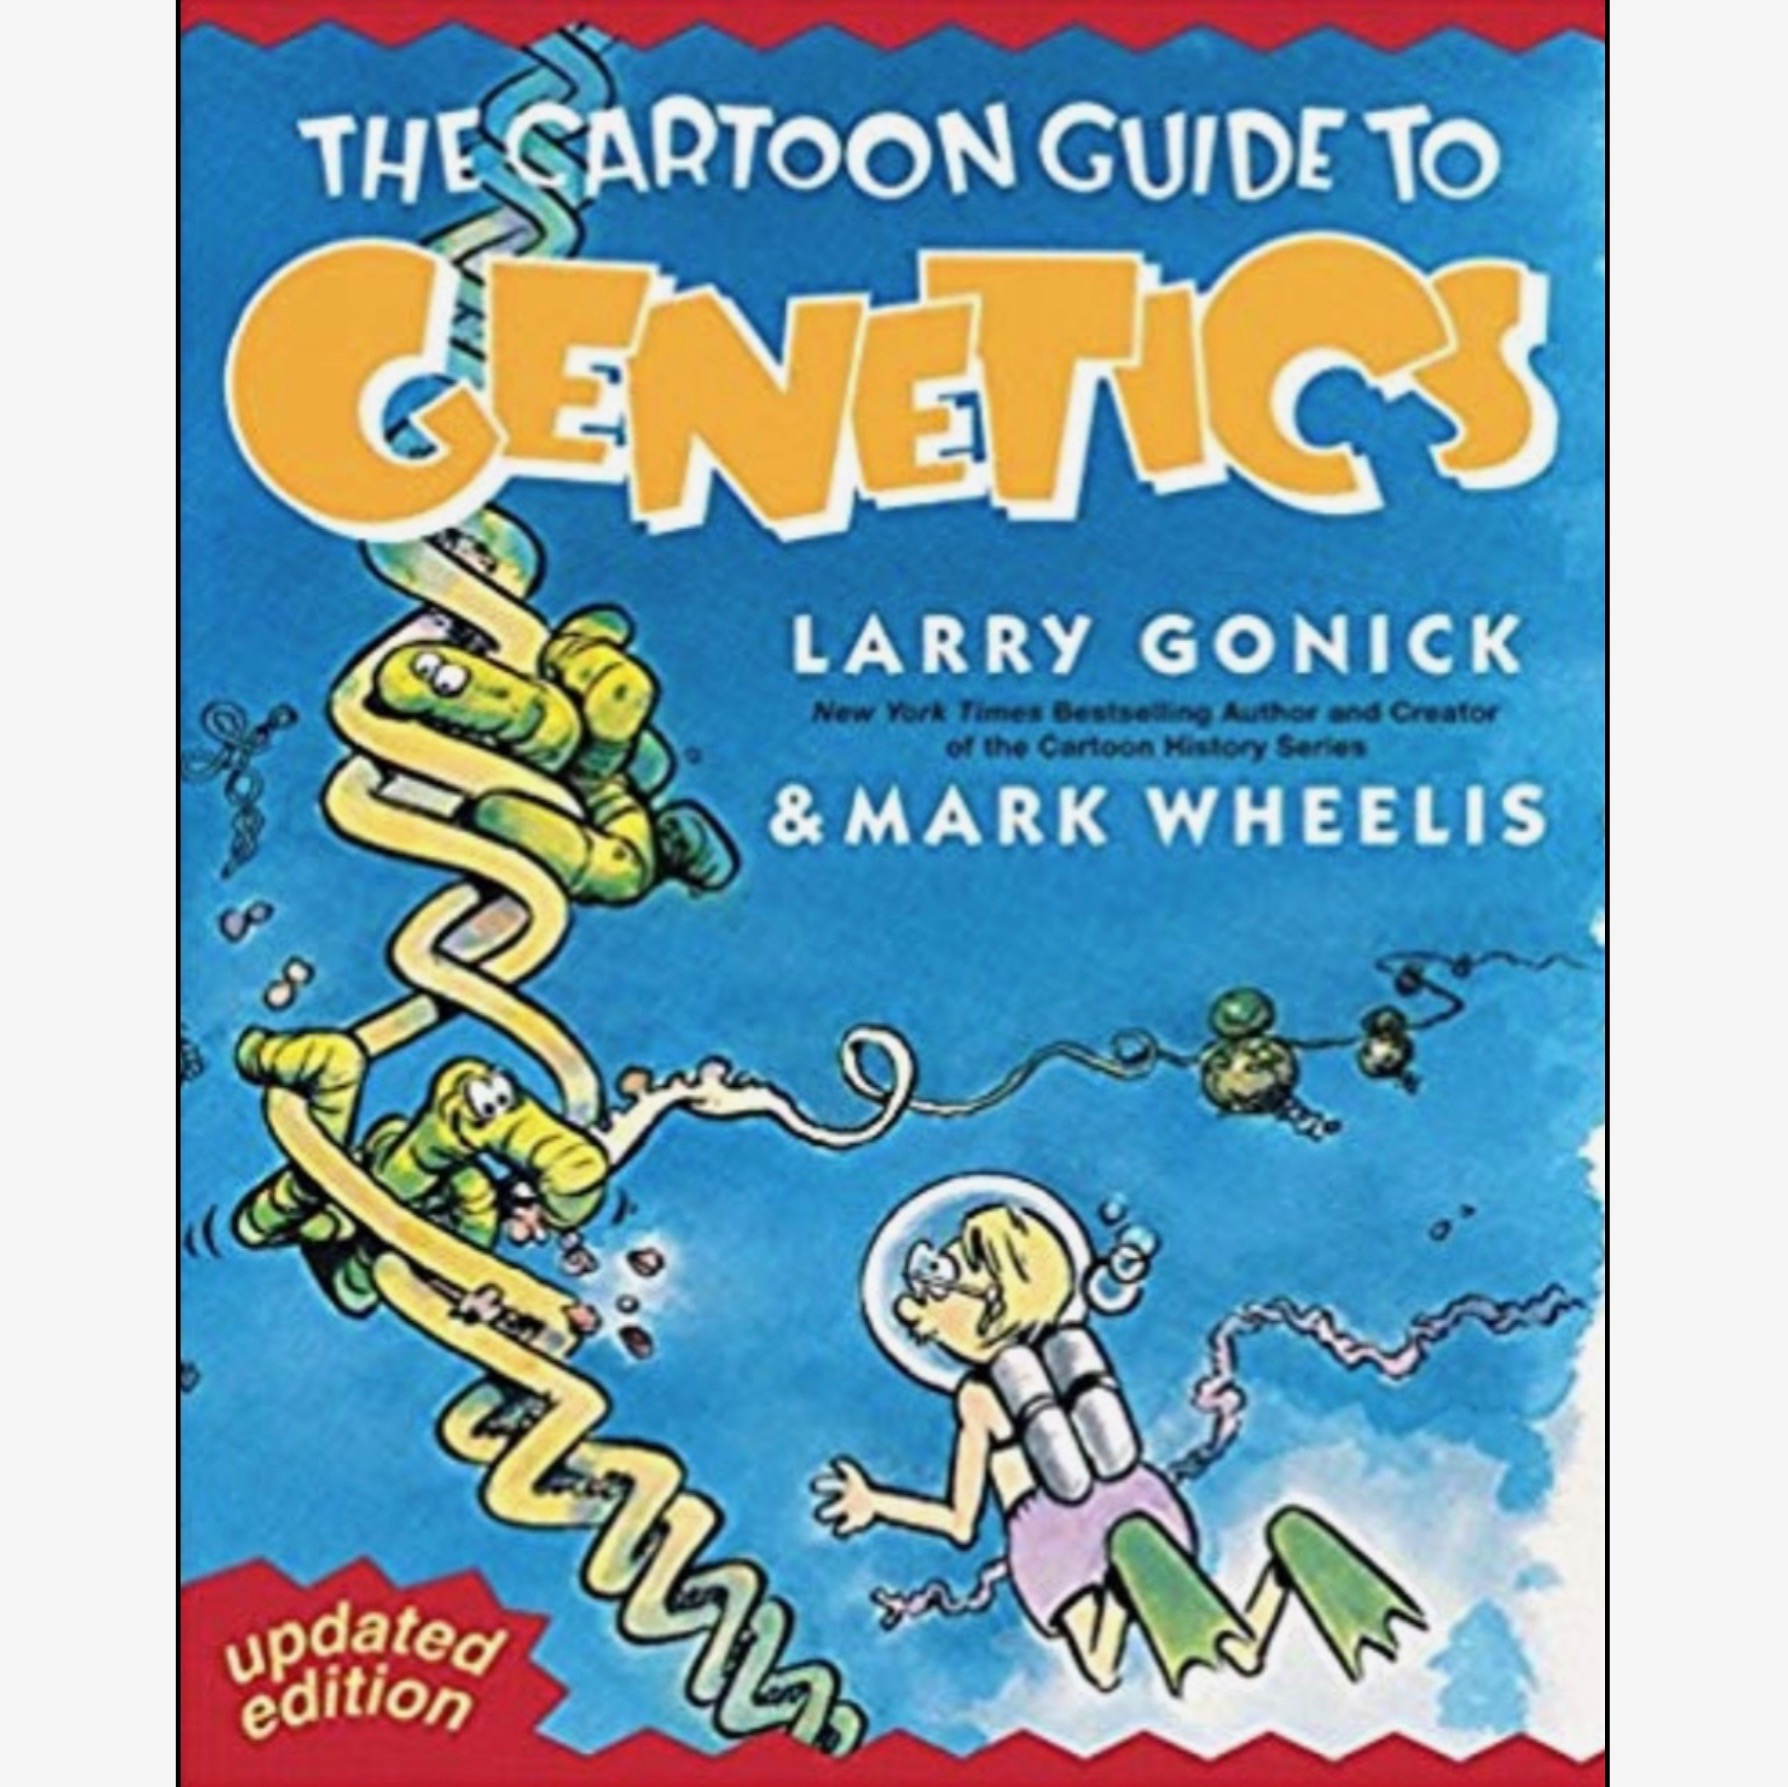 THE CARTOON GUIDE TO
GENETICS
LARRY GONICK
New York Times Bestselling Author and Creator
of the Cartoon History Series
& MARK WHEELIS
updated
edition